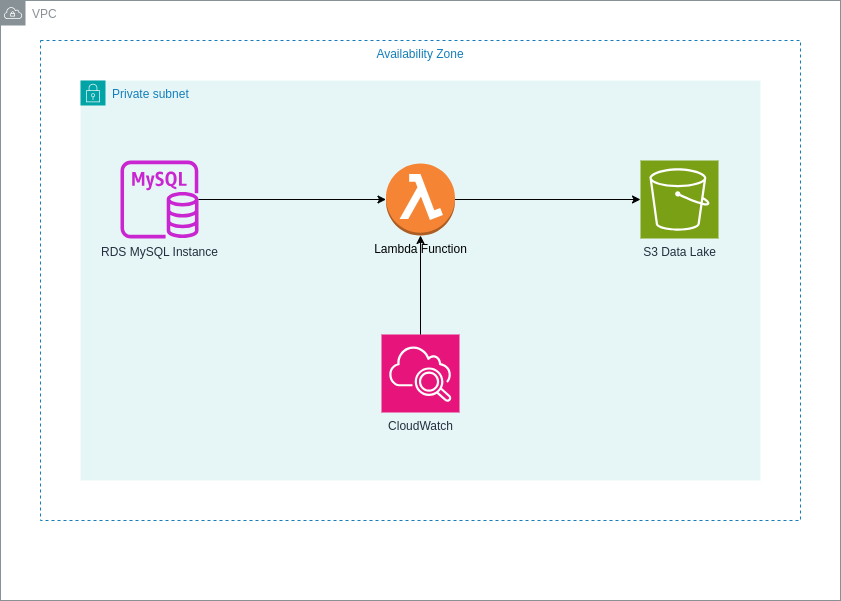 VPC
Availability Zone
Private subnet
MySQL
RDS MySQL Instance
Lambda Function
S3 Data Lake
CloudWatch